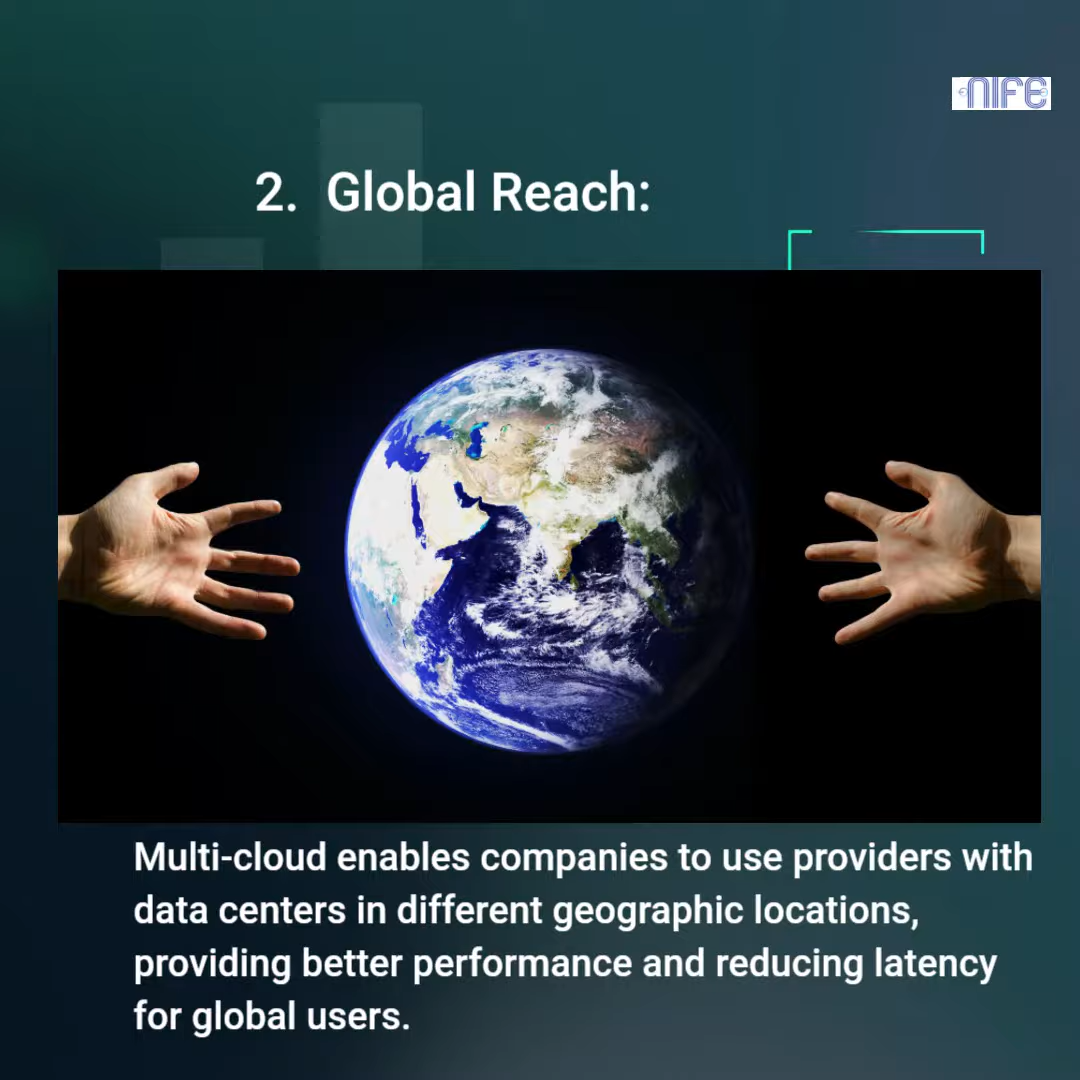 NIFE
2. Global Reach:
Multi-cloud enables companies to use providers with
data centers in different geographic locations,
providing better performance and reducing latency
for global users.